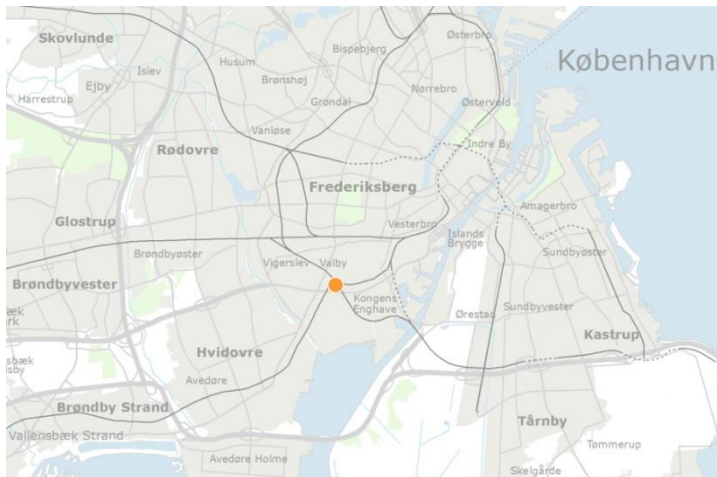 Skovlunde
Husum
Bispebjerg
Østerbro
København
Islev
Ejby
Brønshøj
Harrestrup
Grøndal
Nørrebro
Østervold
Vanløse
Rødovre
Indre By
Frederiksberg
Amagerbro
Glostrup
Vesterbro
Islands
Brygge
Brøndbyøster
Vigerslev
Valby
Sundbyøster
Brøndbyvester
Kongens
Enghave
Sundbyvester
Ørestad
Kastrup
Hvidovre
Avedøre
Brøndby Strand
Tårnby
Vallensbæk Strand
Tømmerup
Avedøre Holme
Skelgårde